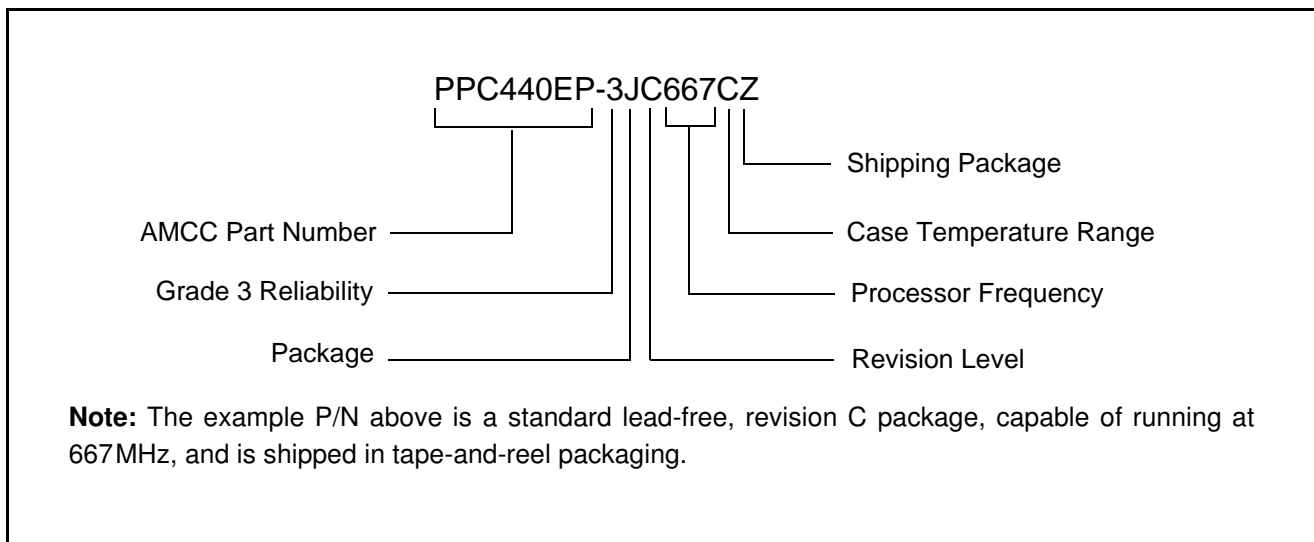 PPC440EP-3JC667CZ
Shipping Package
AMCC Part Number
Case Temperature Range
Grade 3 Reliability
Processor Frequency
Package
Revision Level
Note: The example P/N above is a standard lead-free, revision C package, capable of running at
667MHz, and is shipped in tape-and-reel packaging.